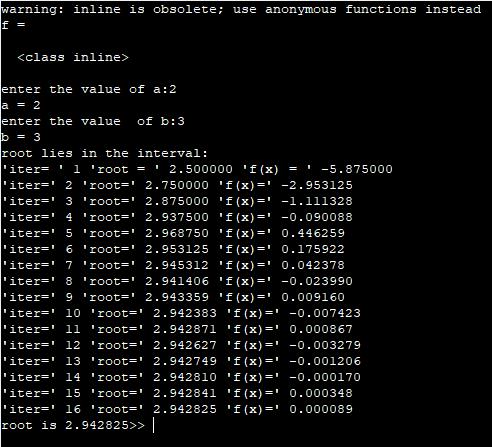 warning: inline is obsolete; use anonymous functions instead
f =
<class inline>
enter the value of a:2
a = 2
enter the value  of b:3
b = 3
root lies in the interval:
'iter= ' 1 'root = ' 2.500000 'f(x) = ' -5.875000
'iter=' 2 'root=' 2.750000 'f(x)=' -2.953125
'iter=' 3 'root=' 2.875000 'f(x)=' -1.111328
'iter=' 4 'root=' 2.937500 'f(x)=' -0.090088
'iter=' 5 'root=' 2.968750 'f(x)=' 0.446259
'iter=' 6 'root=' 2.953125 'f(x)=' 0.175922
'iter=' 7 'root=' 2.945312 'f(x)=' 0.042378
'iter=' 8 'root=' 2.941406 'f(x)=' -0.023990
'iter=' 9 'root=' 2.943359 'f(x)=' 0.009160
'iter=' 10 'root=' 2.942383 'f(x)=' -0.007423
'iter=' 11 'root=' 2.942871 'f(x)=' 0.000867
'iter=' 12 'root=' 2.942627 'f(x)=' -0.003279
'iter=' 13 'root=' 2.942749 'f(x)=' -0.001206
'iter=' 14 'root=' 2.942810 'f(x)=' -0.000170
'iter=' 15 'root=' 2.942841 'f(x)=' 0.000348
'iter=' 16 'root=' 2.942825 'f(x)=' 0.000089
root is 2.942825>>